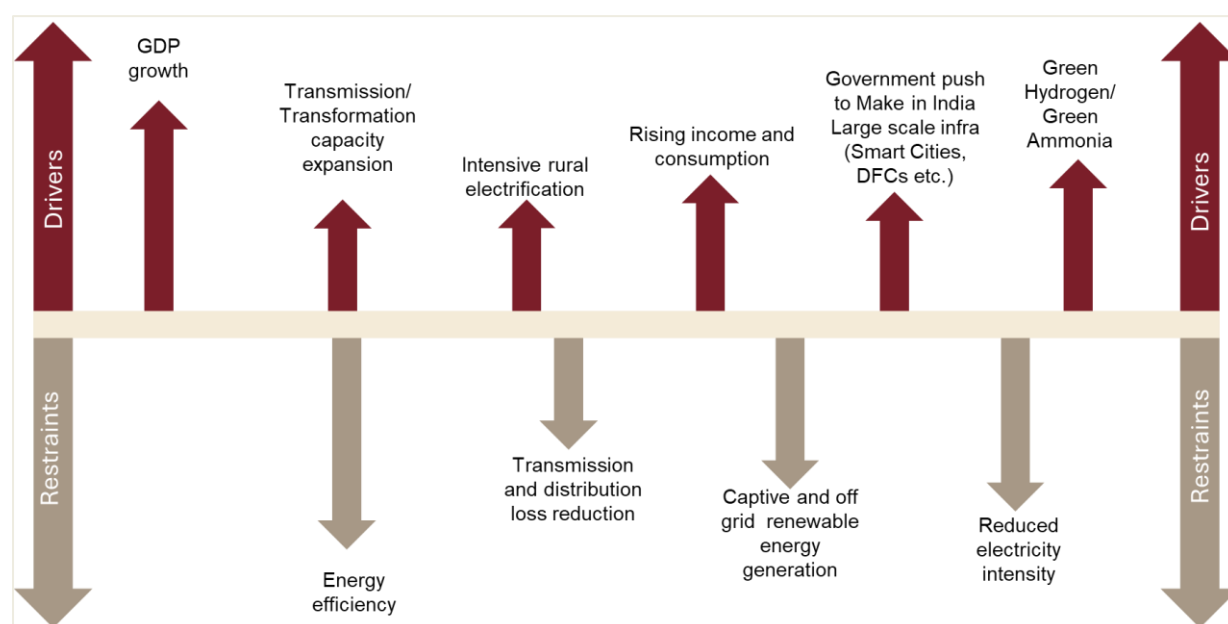 Drivers
GDP
growth
Transmission/
Transformation
capacity
expansion
Intensive rural
electrification
Rising income and
consumption
Government push
to Make in India
Large scale infra
(Smart Cities,
DFCs etc.)
Green
Hydrogen/
Green
Ammonia
Drivers
Restraints
Energy
efficiency
Transmission
and distribution
loss reduction
Captive and off
grid renewable
energy
generation
Reduced
electricity
intensity
Restraints